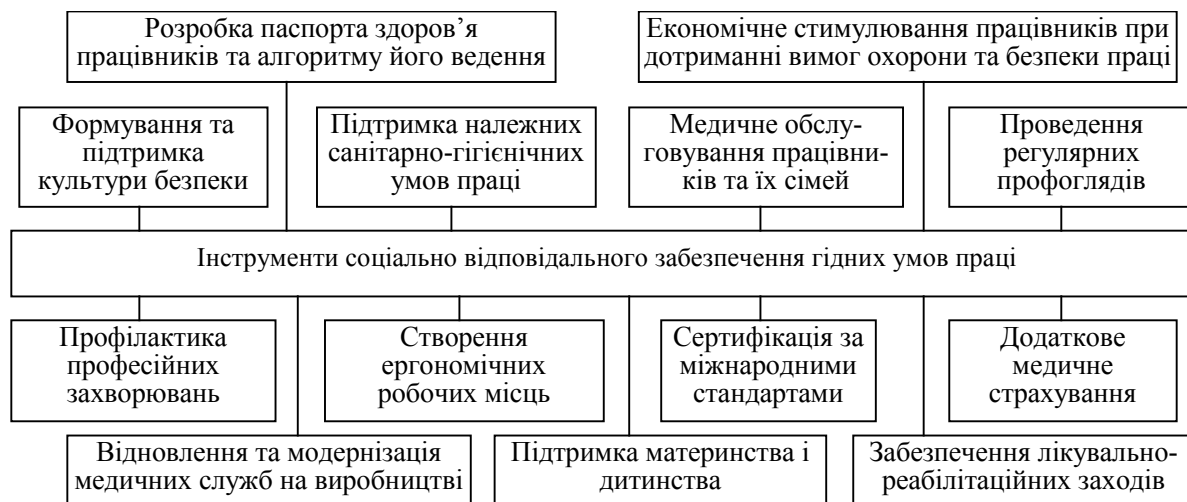 Розробка паспорта здоров’я
працівників та алгоритму його ведення
Економічне стимулювання працівників при
дотриманні вимог охорони та безпеки праці
Формування та
підтримка
культури безпеки
Підтримка належних
санітарно-гігієнічних
умов праці
Медичне обслу-
говування працівни-
ків та їх сімей
Проведення
регулярних
профоглядів
Інструменти соціально відповідального забезпечення гідних умов праці
Профілактика
професійних
захворювань
Створення
ергономічних
робочих місць
Сертифікація за
міжнародними
стандартами
Додаткове
медичне
страхування
Відновлення та модернізація
медичних служб на виробництві
Підтримка материнства і
дитинства
Забезпечення лікувально-
реабілітаційних заходів